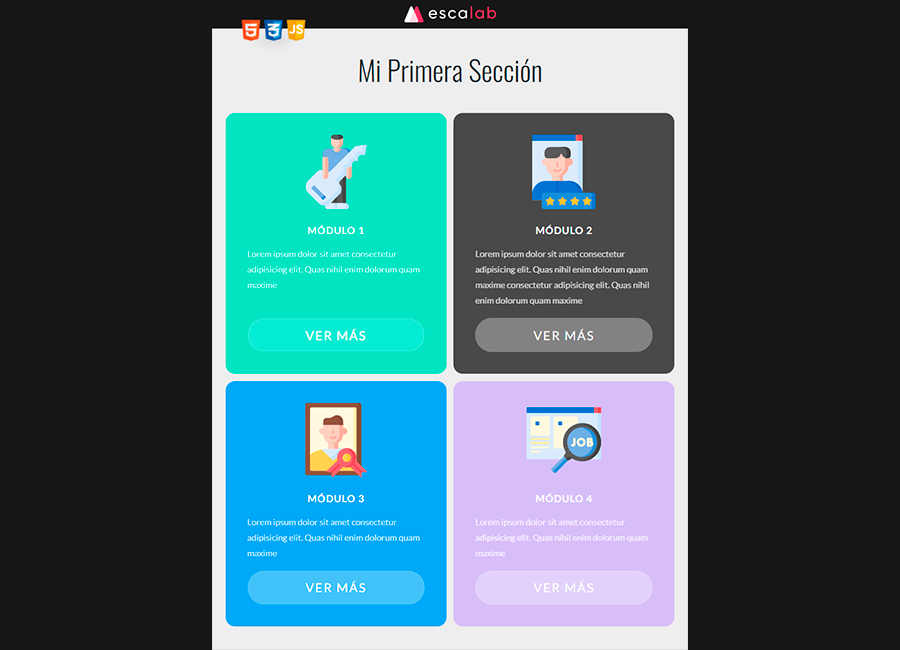 escalab
5 3 JS
Mi Primera Sección
MÓDULO 1
Lorem ipsum dolor sit amet consectetur
adipisicing elit. Quas nihil enim dolorum quam
maxime
VER MÁS
MÓDULO 2
Lorem ipsum dolor sit amet consectetur
adipisicing elit. Quas nihil enim dolorum quam
maxime consectetur adipisicing elit. Quas nihil
enim dolorum quam maxime
VER MÁS
MÓDULO 3
Lorem ipsum dolor sit amet consectetur
adipisicing elit. Quas nihil enim dolorum quam
maxime
VER MÁS
JOB
MÓDULO 4
Lorem ipsum dolor sit amet consectetur
adipisicing elit. Quas nihil enim dolorum quam
maxime
VER MÁS